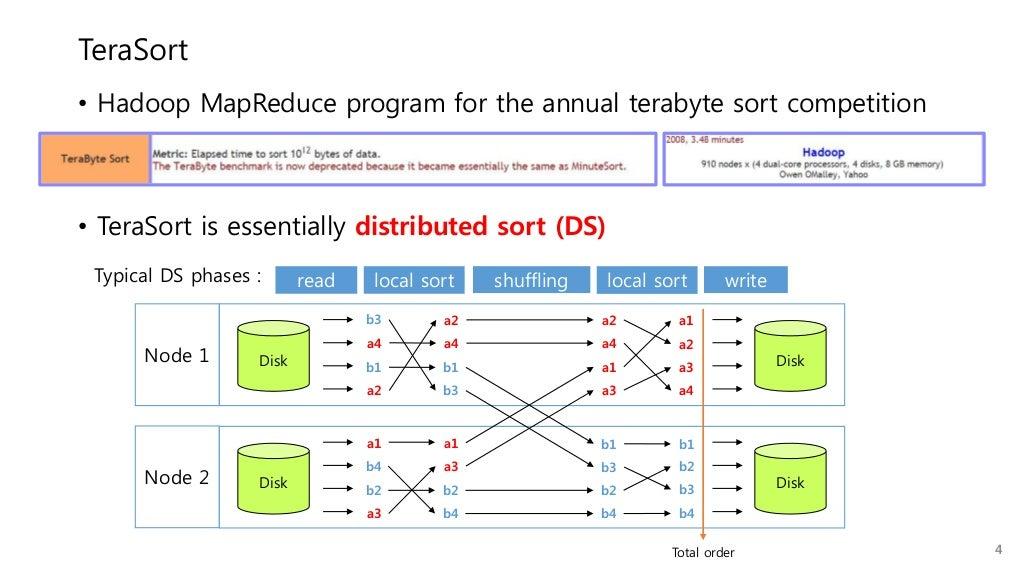 TeraSort
• Hadoop MapReduce program for the annual terabyte sort competition
TeraByte Sort
Metric: Elapsed time to sort 10^12 bytes of data.
The TeraByte benchmark is now deprecated because it became essentially the same as MinuteSort.
2008, 3.48 minutes
Hadoop
910 nodes x (4 dual-core processors, 4 disks, 8 GB memory)
Owen OMalley, Yahoo
• TeraSort is essentially distributed sort (DS)
Typical DS phases : read local sort shuffling local sort write
Node 1
Disk
b3 a2 a2 a1
a4 a4 a4 a2
b1 b1 a1 a3
a2 b3 a3 a4
Disk
Node 2
Disk
a1 a1 b1 b1
b4 a3 b3 b2
b2 b2 b2 b3
a3 b4 b4 b4
Disk
Total order
4